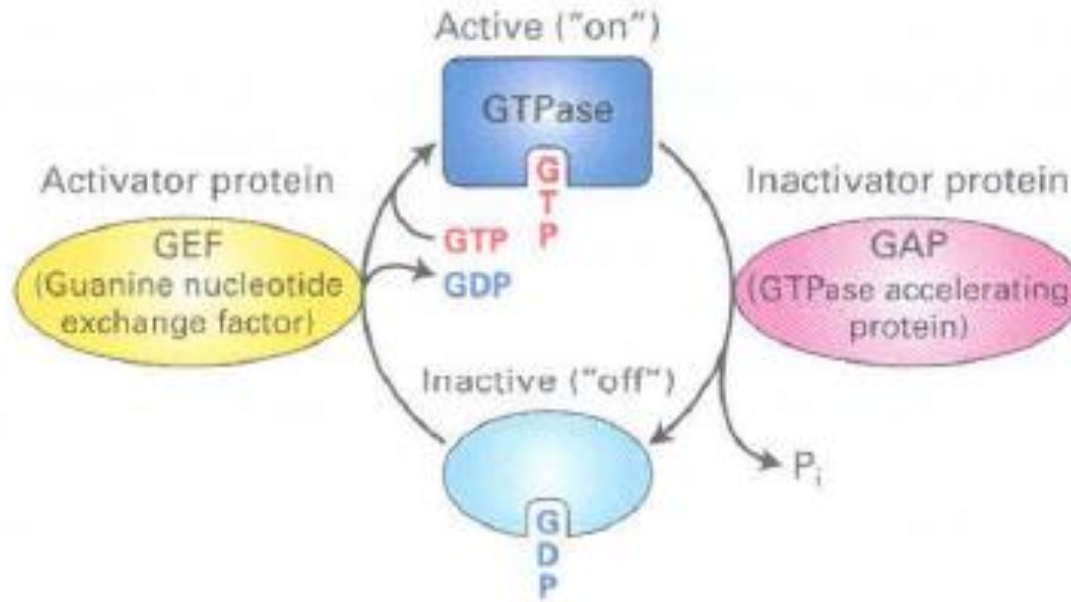 Active ("on")
GTPase
G
T
P
Activator protein
GEF
(Guanine nucleotide
exchange factor)
GTP
GDP
Inactivator protein
GAP
(GTPase accelerating
protein)
Inactive ("off")
G
D
P
Pi